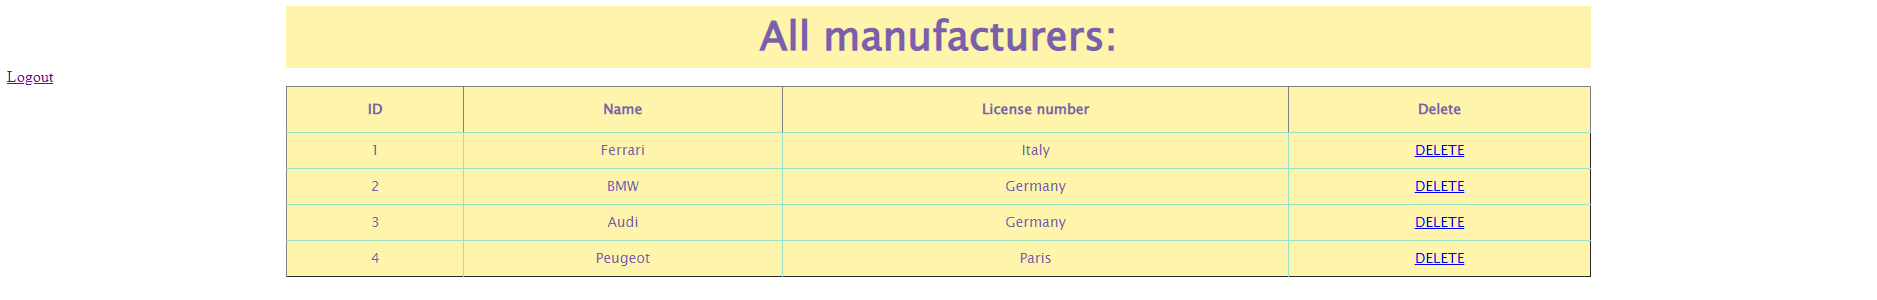 All manufacturers:
Logout
ID Name License number Delete
1 Ferrari Italy DELETE
2 BMW Germany DELETE
3 Audi Germany DELETE
4 Peugeot Paris DELETE